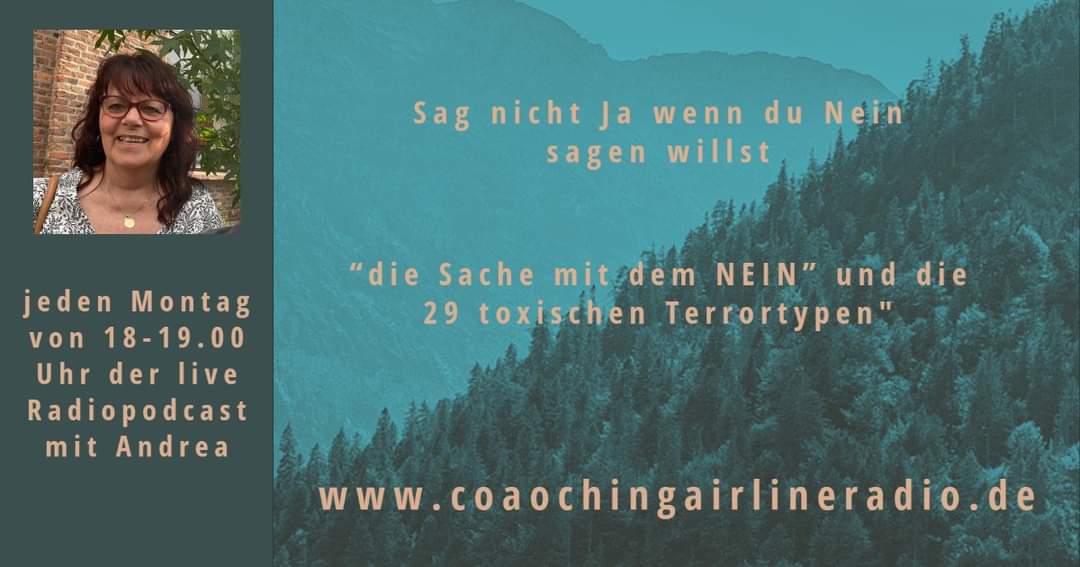 jeden Montag
von 18-19.00
Uhr der live
Radiopodcast
mit Andrea
Sag nicht Ja wenn du Nein
sagen willst
“die Sache mit dem NEIN” und die
29 toxischen Terrortypen"
www.coaochingairlineradio.de